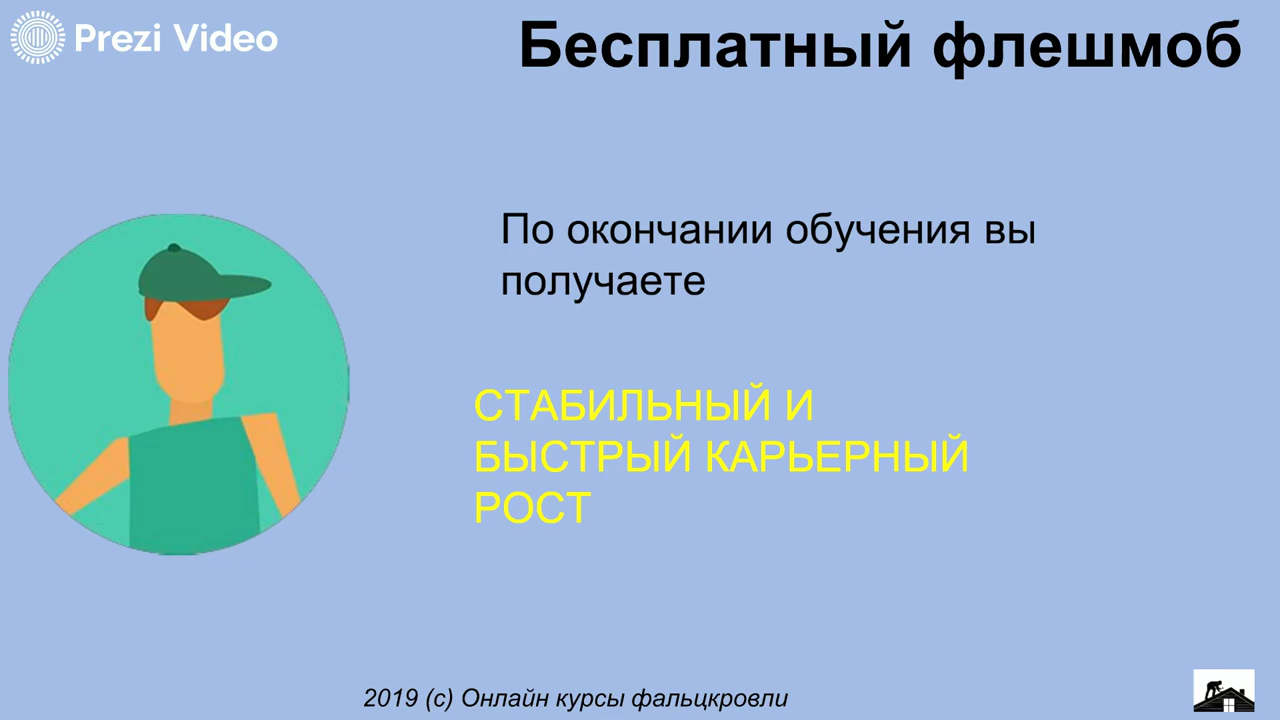 Prezi Video
Бесплатный флешмоб
По окончании обучения вы
получаете
СТАБИЛЬНЫЙ И
БЫСТРЫЙ КАРЬЕРНЫЙ
РОСТ
2019 (с) Онлайн курсы фальцкровли